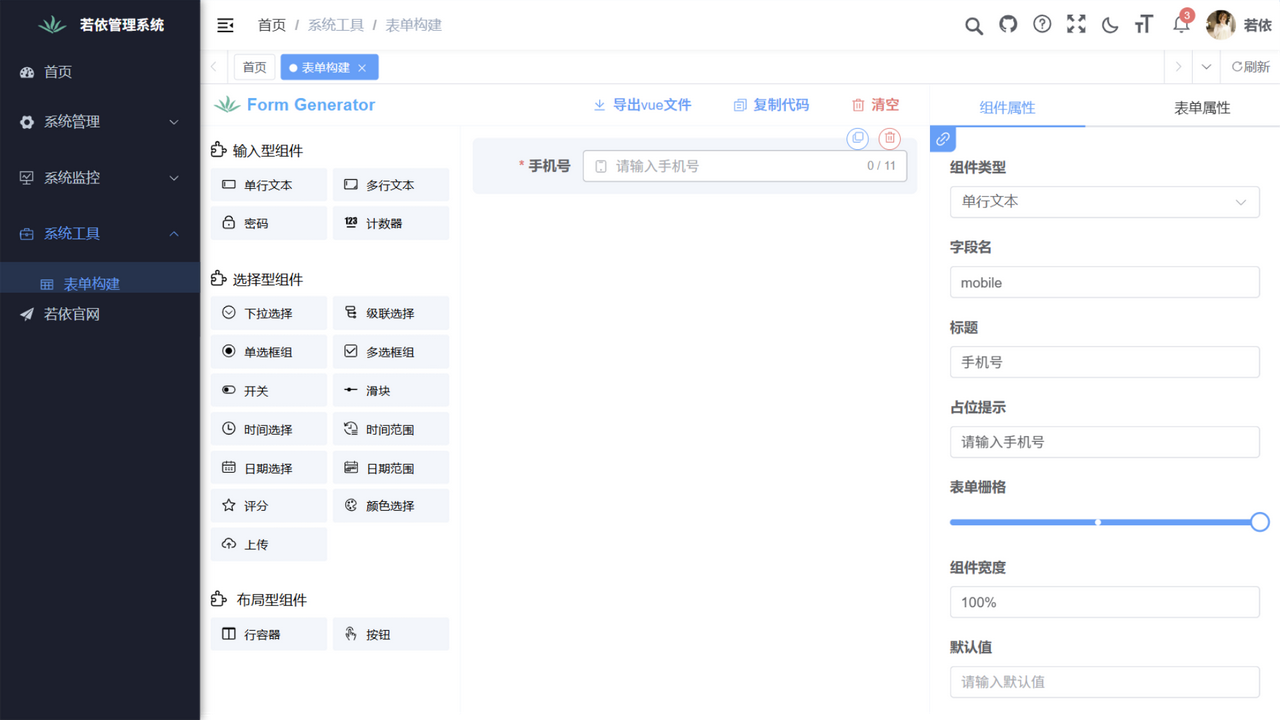 若依管理系统
首页
系统管理
系统监控
系统工具
表单构建
若依官网
首页 / 系统工具 / 表单构建
3
若依
首页
表单构建
刷新
Form Generator
导出vue文件
复制代码
清空
输入型组件
单行文本
多行文本
密码
123 计数器
选择型组件
下拉选择
级联选择
单选框组
多选框组
开关
滑块
时间选择
时间范围
日期选择
日期范围
评分
颜色选择
上传
布局型组件
行容器
按钮
* 手机号
请输入手机号
0 / 11
组件属性
表单属性
组件类型
单行文本
字段名
mobile
标题
手机号
占位提示
请输入手机号
表单栅格
组件宽度
100%
默认值
请输入默认值